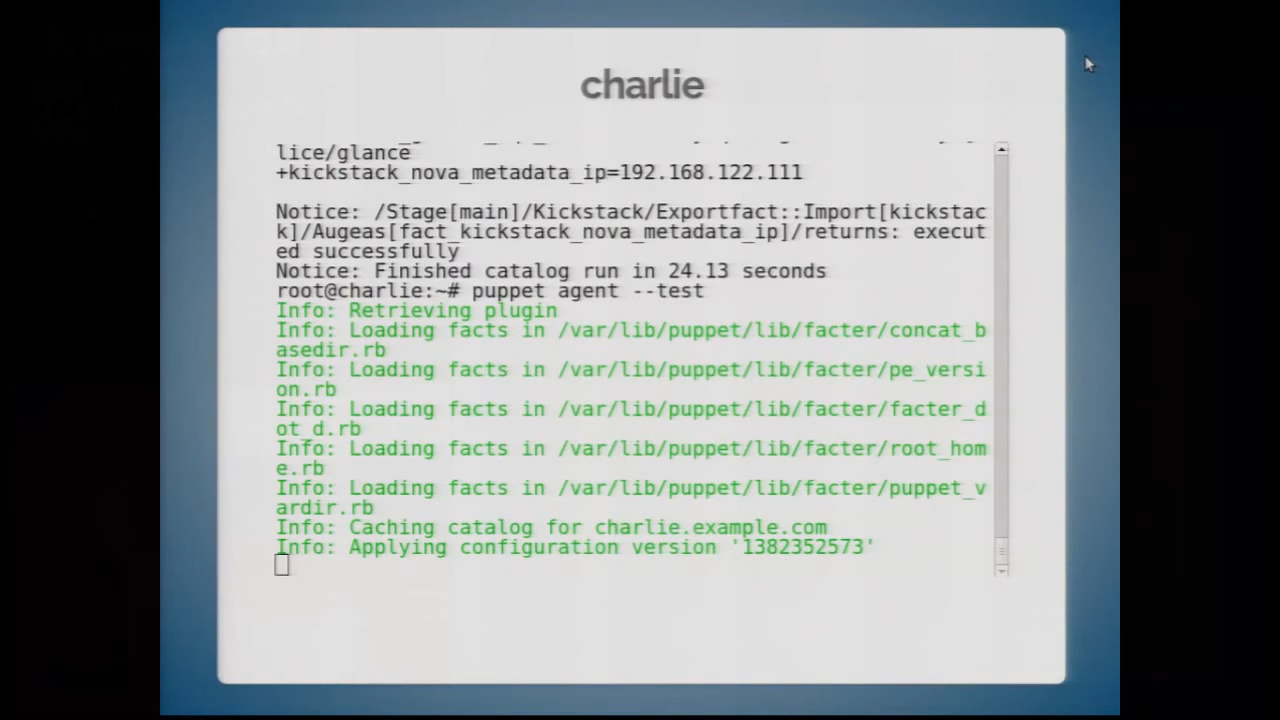 charlie
lice/glance
+kickstack_nova_metadata_ip=192.168.122.111
Notice: /Stage[main]/Kickstack/Exportfact::Import[kickstac
k]/Augeas[fact_kickstack_nova_metadata_ip]/returns: execut
ed successfully
Notice: Finished catalog run in 24.13 seconds
root@charlie:~# puppet agent --test
Info: Retrieving plugin
Info: Loading facts in /var/lib/puppet/lib/facter/concat_b
asedir.rb
Info: Loading facts in /var/lib/puppet/lib/facter/pe_versi
on.rb
Info: Loading facts in /var/lib/puppet/lib/facter/facter_d
ot_d.rb
Info: Loading facts in /var/lib/puppet/lib/facter/root_hom
e.rb
Info: Loading facts in /var/lib/puppet/lib/facter/puppet_v
ardir.rb
Info: Caching catalog for charlie.example.com
Info: Applying configuration version '1382352573'